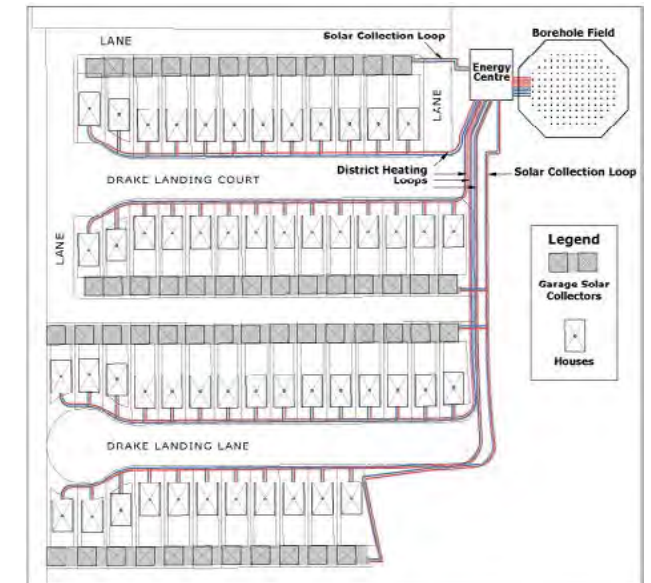 LANE
Solar Collection Loop
Borehole Field
Energy
Centre
LANE
District Heating
Loops
Solar Collection Loop
DRAKE LANDING COURT
LANE
Legend
Garage Solar
Collectors
Houses
DRAKE LANDING LANE